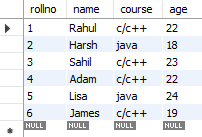 rollno name course age
1 Rahul c/c++ 22
2 Harsh java 18
3 Sahil c/c++ 23
4 Adam c/c++ 22
5 Lisa java 24
6 James c/c++ 19
NULL NULL NULL NULL